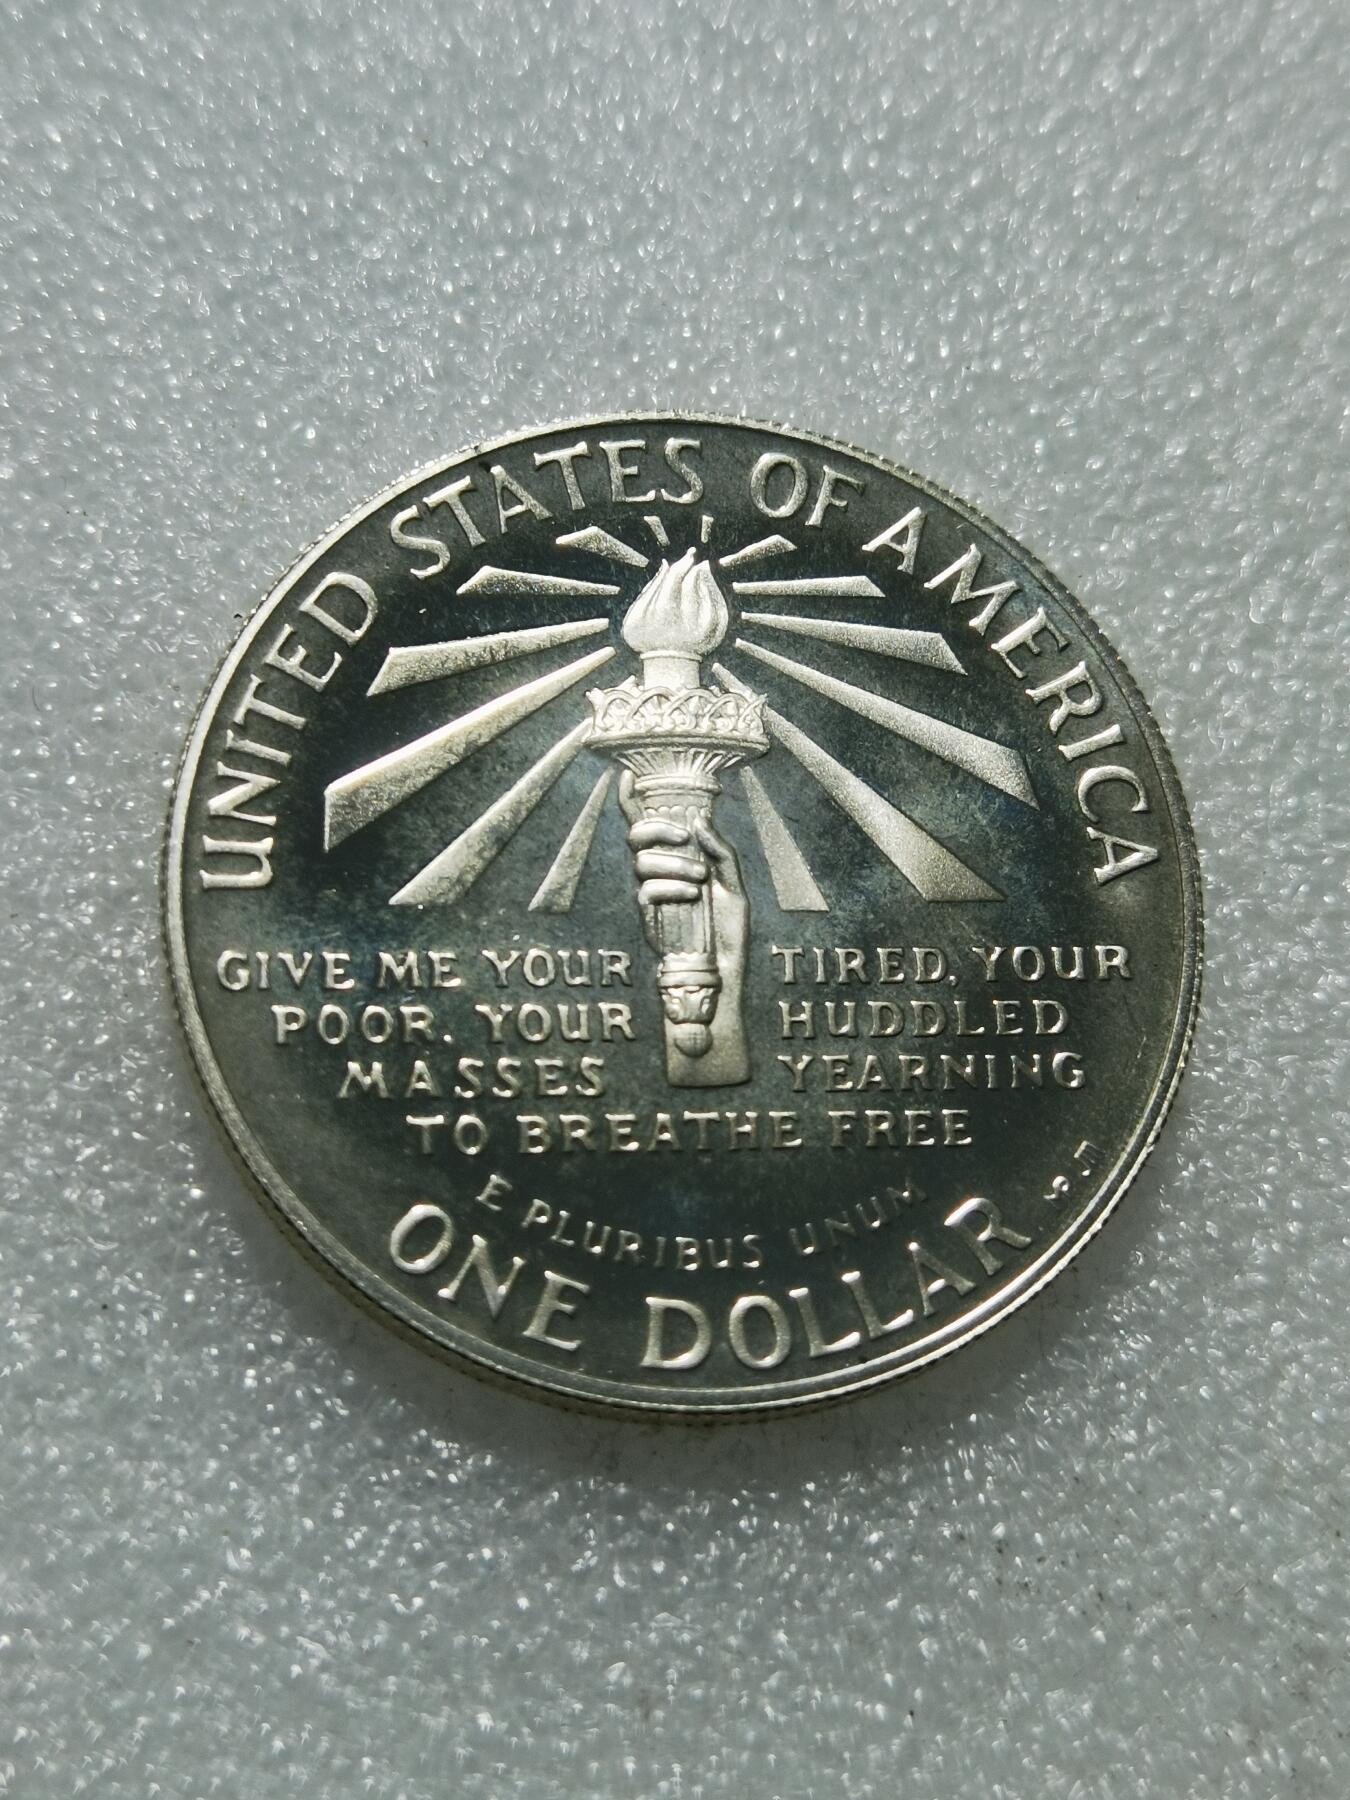 UNITED STATES OF AMERICA
GIVE ME YOUR TIRED, YOUR
POOR, YOUR HUDDLED
MASSES YEARNING
TO BREATHE FREE
E PLURIBUS UNUM
ONE DOLLAR